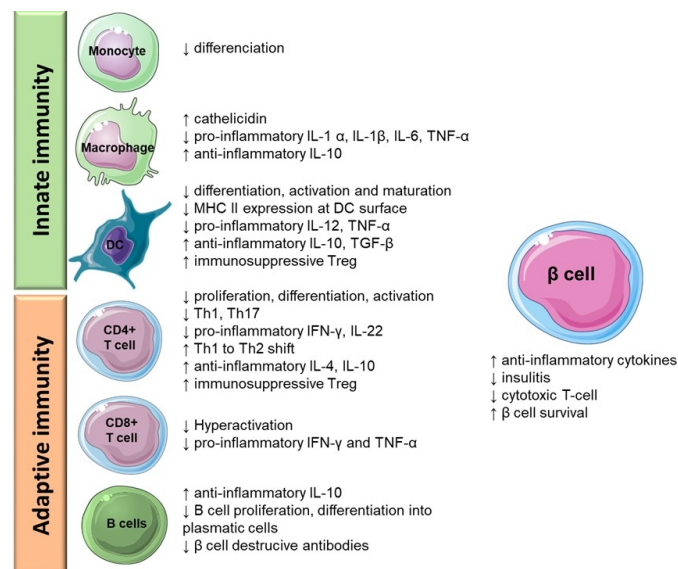 Innate immunity
Monocyte
↓ differenciation
Macrophage
↑ cathelicidin
↓ pro-inflammatory IL-1 α, IL-1β, IL-6, TNF-α
↑ anti-inflammatory IL-10
DC
↓ differentiation, activation and maturation
↓ MHC II expression at DC surface
↓ pro-inflammatory IL-12, TNF-α
↑ anti-inflammatory IL-10, TGF-β
↑ immunosuppressive Treg
Adaptive immunity
CD4+
T cell
↓ proliferation, differentiation, activation
↓ Th1, Th17
↓ pro-inflammatory IFN-γ, IL-22
↑ Th1 to Th2 shift
↑ anti-inflammatory IL-4, IL-10
↑ immunosuppressive Treg
CD8+
T cell
↓ Hyperactivation
↓ pro-inflammatory IFN-γ and TNF-α
B cells
↑ anti-inflammatory IL-10
↓ B cell proliferation, differentiation into
plasmatic cells
↓ β cell destrucive antibodies
β cell
↑ anti-inflammatory cytokines
↓ insulitis
↓ cytotoxic T-cell
↑ β cell survival